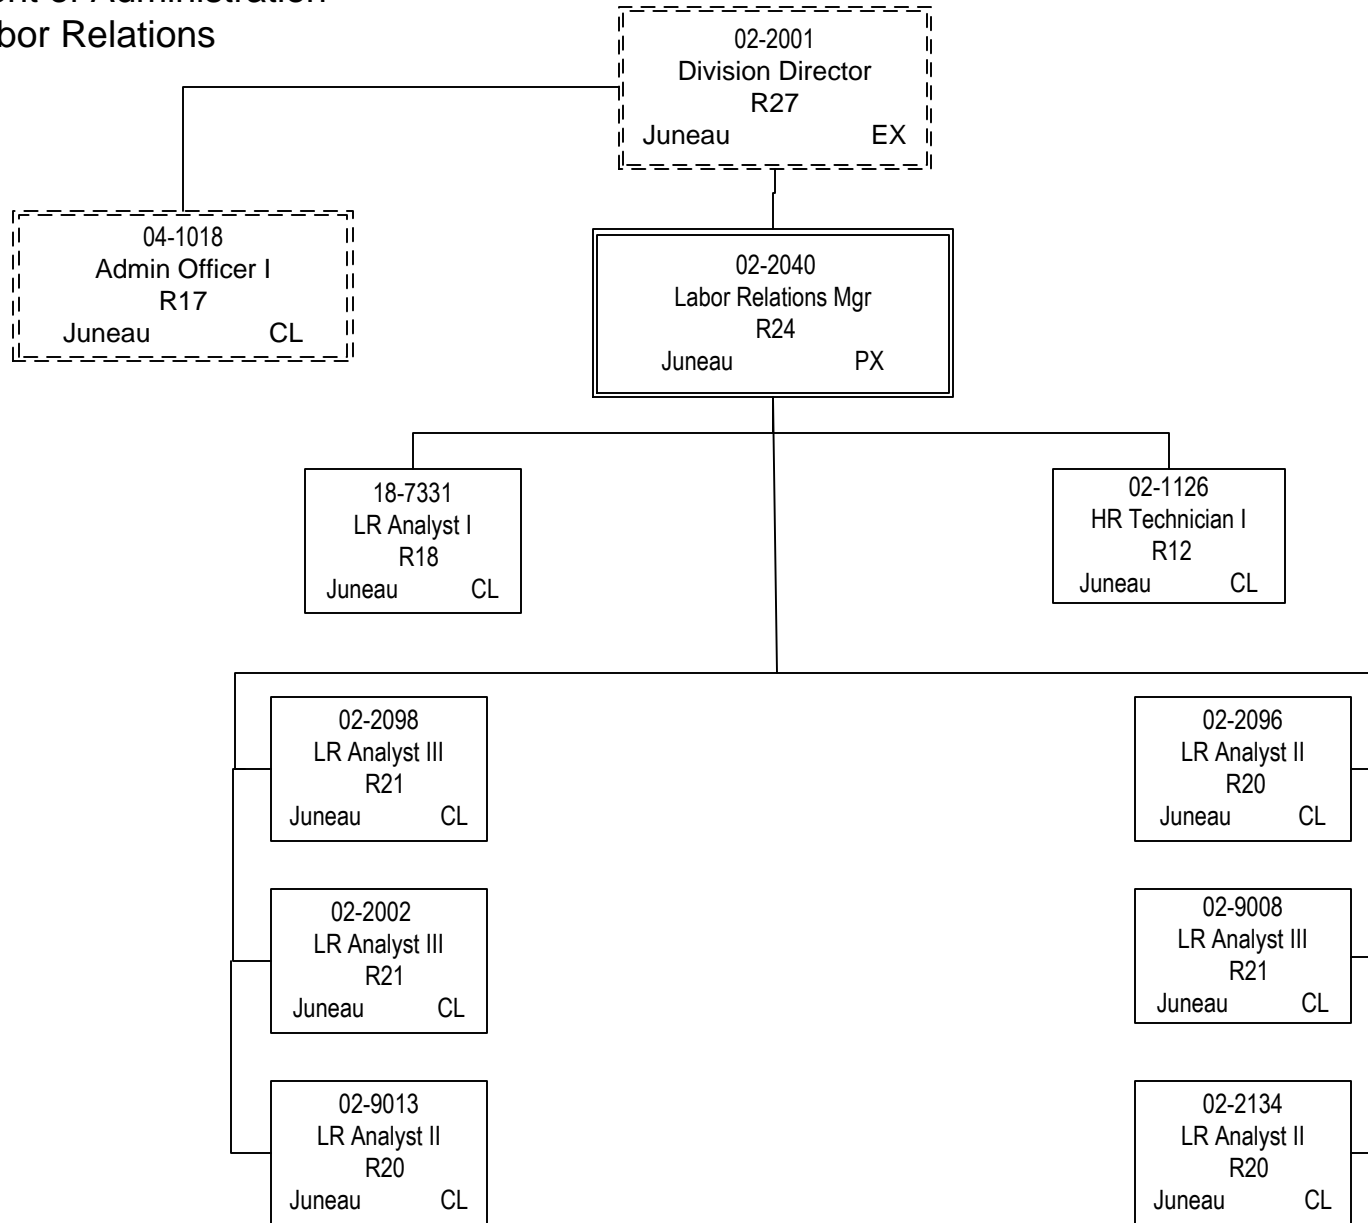 of Administration
Relations
02-2001
Division Director
R27
Juneau EX
04-1018
Admin Officer I
R17
Juneau CL
02-2040
Labor Relations Mgr
R24
Juneau PX
18-7331
LR Analyst I
R18
Juneau CL
02-1126
HR Technician I
R12
Juneau CL
02-2098
LR Analyst III
R21
Juneau CL
02-2096
LR Analyst II
R20
Juneau CL
02-2002
LR Analyst III
R21
Juneau CL
02-9008
LR Analyst III
R21
Juneau CL
02-9013
LR Analyst II
R20
Juneau CL
02-2134
LR Analyst II
R20
Juneau CL